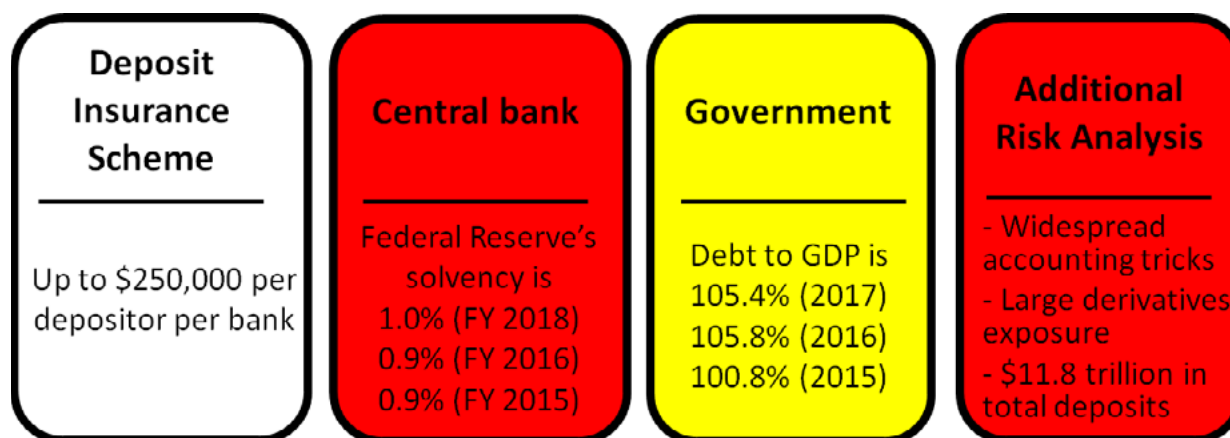 Deposit
Insurance
Scheme
Up to $250,000 per
depositor per bank
Central bank
Federal Reserve's
solvency is
1.0% (FY 2018)
0.9% (FY 2016)
0.9% (FY 2015)
Government
Debt to GDP is
105.4% (2017)
105.8% (2016)
100.8% (2015)
Additional
Risk Analysis
- Widespread
accounting tricks
- Large derivatives
exposure
- $11.8 trillion in
total deposits